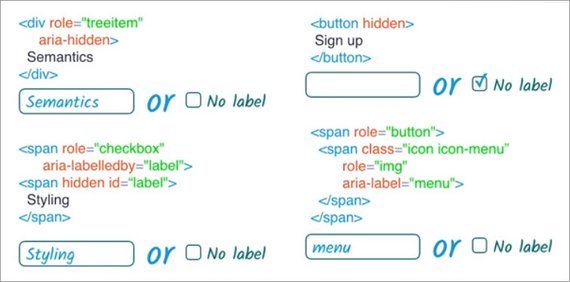 <div role="treeitem"
aria-hidden>
Semantics
</div>
Semantics or No label
<button hidden>
Sign up
</button>
or No label
<span role="checkbox"
aria-labelledby="label">
<span hidden id="label">
Styling
</span>
Styling or No label
<span role="button">
<span class="icon icon-menu"
role="img"
aria-label="menu">
</span>
</span>
menu or No label